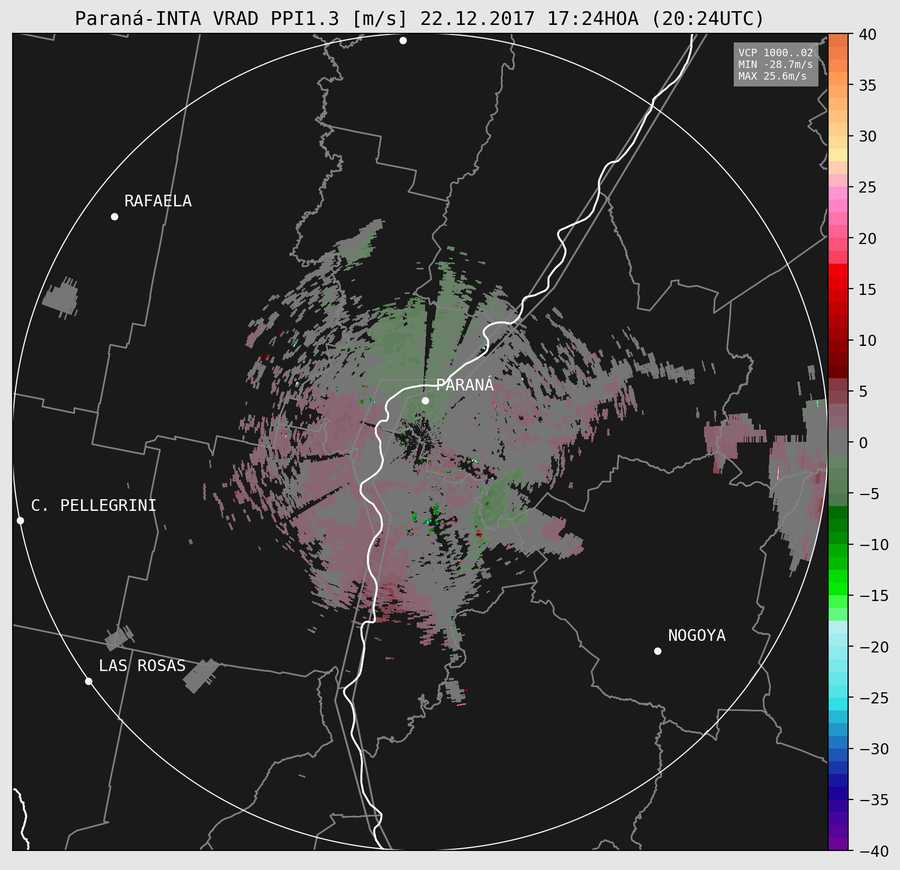 Paraná-INTA VRAD PPI1.3 [m/s] 22.12.2017 17:24HOA (20:24UTC)
VCP 1000..02
MIN -28.7m/s
MAX 25.6m/s
40
35
30
25
20
15
10
5
0
−5
−10
−15
−20
−25
−30
−35
−40
RAFAELA
PARANÁ
C. PELLEGRINI
NOGOYA
LAS ROSAS